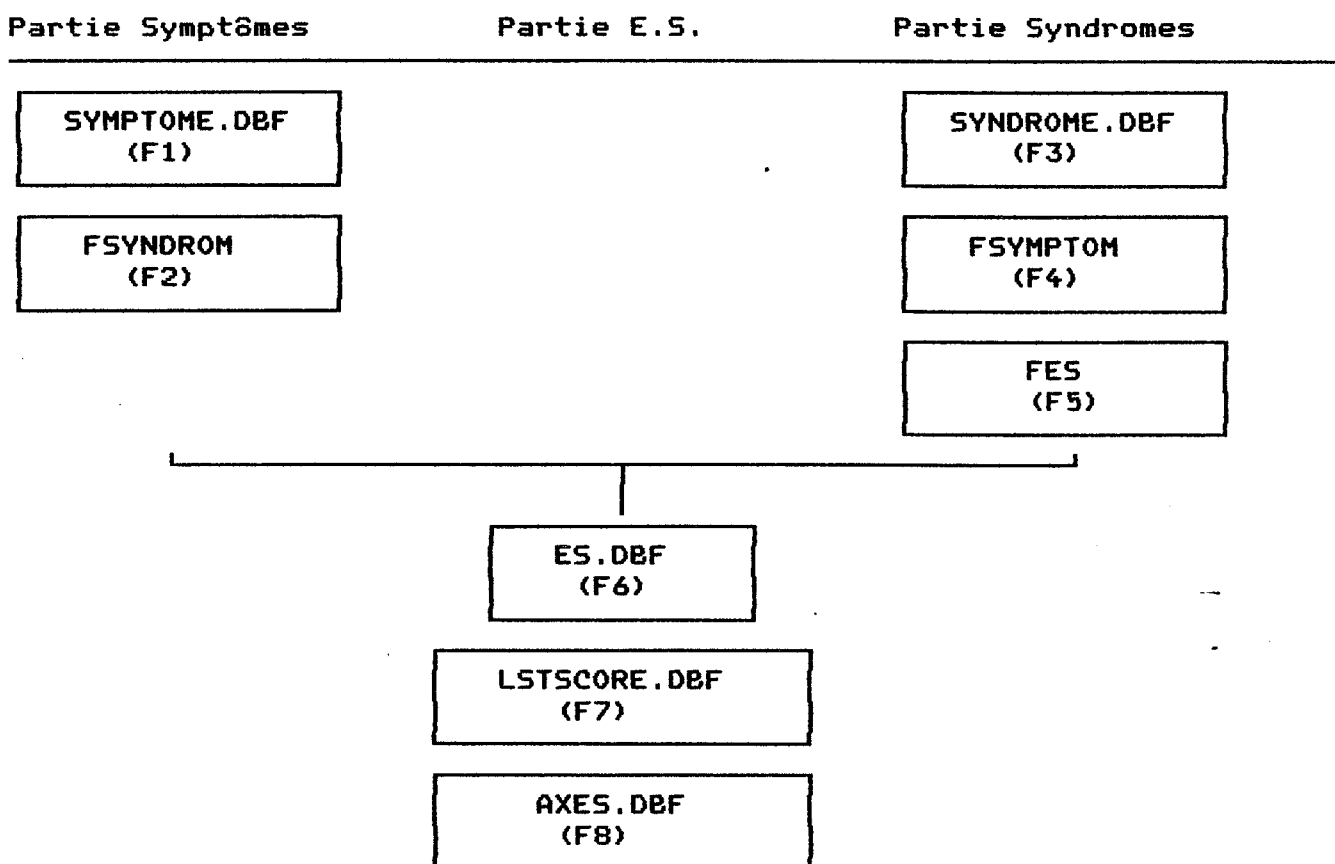 Partie Symptômes Partie E.S. Partie Syndromes
SYMPTOME.DBF
(F1)
SYNDROME.DBF
(F3)
FSYNDROM
(F2)
FSYMPTOM
(F4)
FES
(F5)
ES.DBF
(F6)
LSTSCORE.DBF
(F7)
AXES.DBF
(F8)